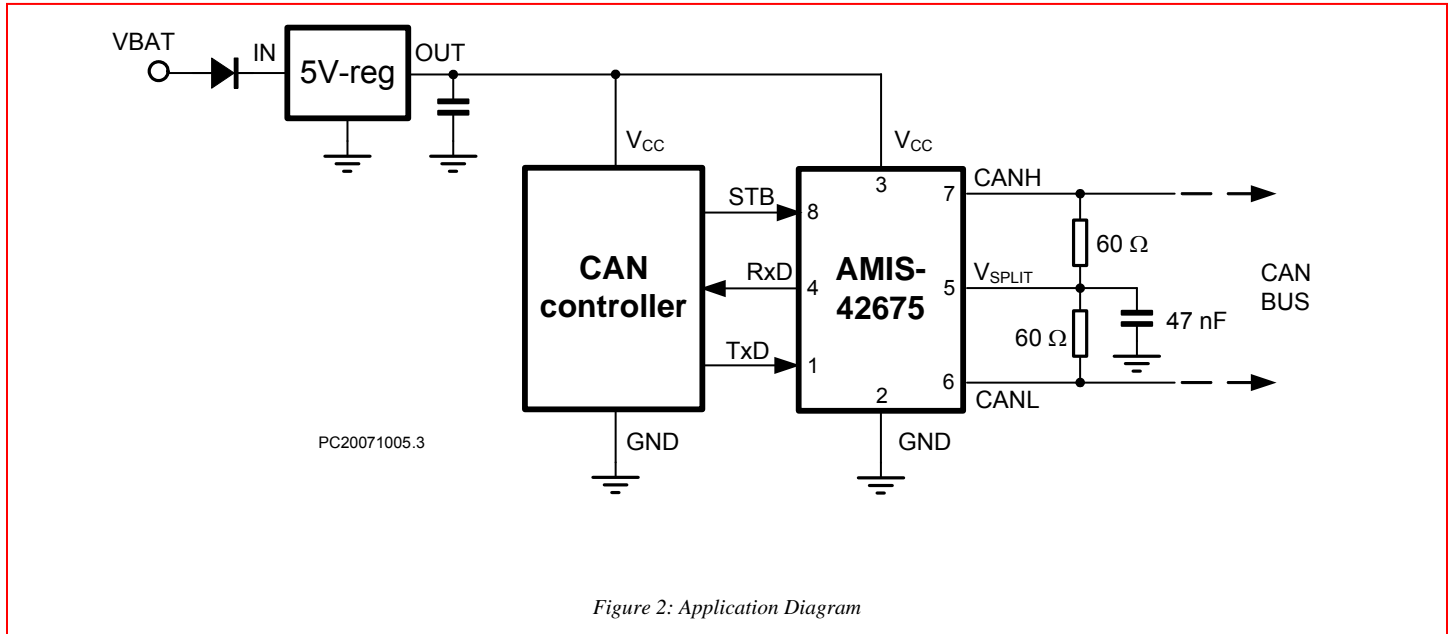 VBAT
IN
5V-reg
OUT
VCC
VCC
CAN
controller
STB
RxD
TxD
GND
AMIS-
42675
3
8
4
1
2
7
5
6
GND
CANH
VSPLIT
CANL
60 Ω
60 Ω
47 nF
CAN
BUS
PC20071005.3
Figure 2: Application Diagram